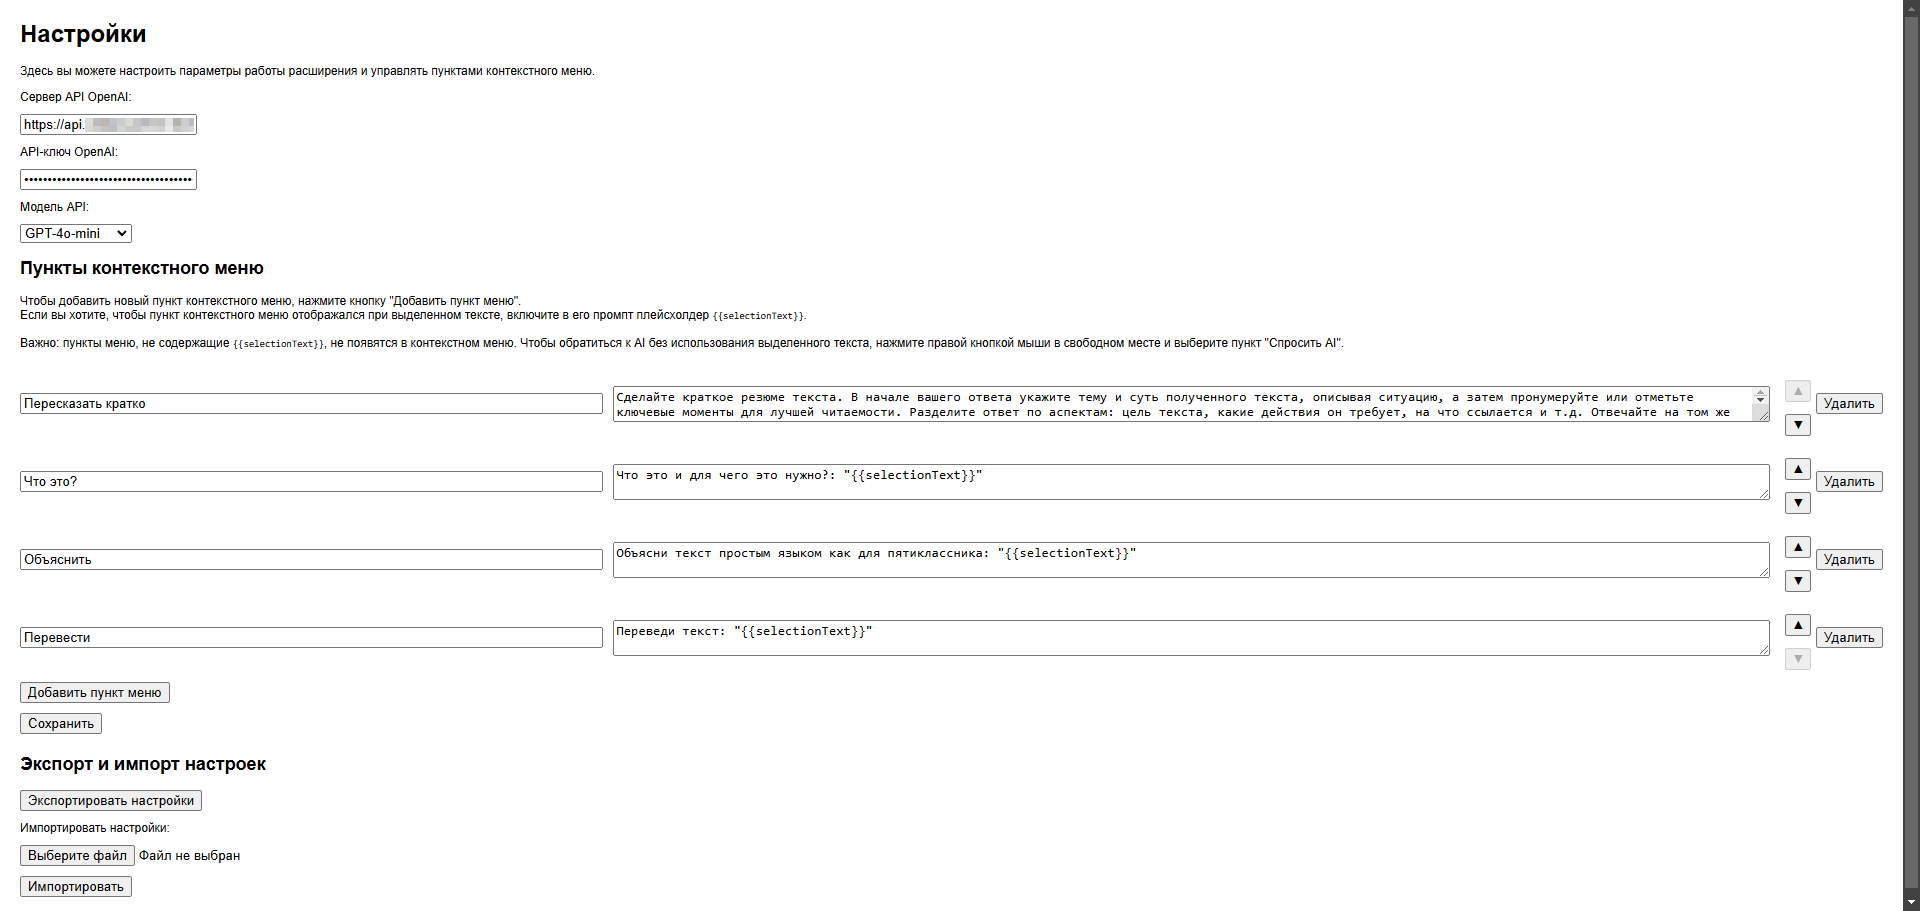 Настройки
Здесь вы можете настроить параметры работы расширения и управлять пунктами контекстного меню.
Сервер API OpenAI:
https://api.
API-ключ OpenAI:
Модель API:
GPT-4o-mini
Пункты контекстного меню
Чтобы добавить новый пункт контекстного меню, нажмите кнопку "Добавить пункт меню".
Если вы хотите, чтобы пункт контекстного меню отображался при выделенном тексте, включите в его промпт плейсхолдер {{selectionText}}.
Важно: пункты меню, не содержащие {{selectionText}}, не появятся в контекстном меню. Чтобы обратиться к AI без использования выделенного текста, нажмите правой кнопкой мыши в свободном месте и выберите пункт "Спросить AI".
Пересказать кратко
Сделайте краткое резюме текста. В начале вашего ответа укажите тему и суть полученного текста, описывая ситуацию, а затем пронумеруйте или отметьте
ключевые моменты для лучшей читаемости. Разделите ответ по аспектам: цель текста, какие действия он требует, на что ссылается и т.д. Отвечайте на том же
▲
▼
Удалить
Что это?
Что это и для чего это нужно?: "{{selectionText}}"
▲
▼
Удалить
Объяснить
Объясни текст простым языком как для пятиклассника: "{{selectionText}}"
▲
▼
Удалить
Перевести
Переведи текст: "{{selectionText}}"
▲
▼
Удалить
Добавить пункт меню
Сохранить
Экспорт и импорт настроек
Экспортировать настройки
Импортировать настройки:
Выберите файл Файл не выбран
Импортировать